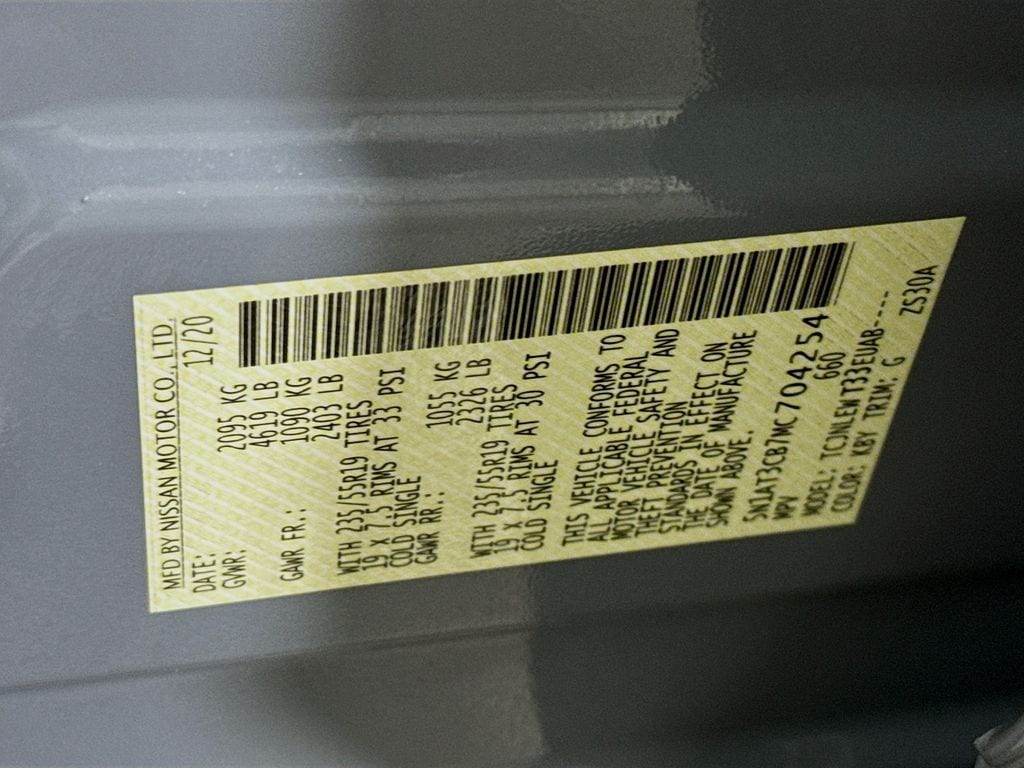 MFD BY NISSAN MOTOR CO., LTD.
DATE: 12/20
GVWR: 2095 KG
4619 LB
GAWR FR.: 1090 KG
2403 LB
WITH 235/55R19 TIRES
19 X 7.5 RIMS AT 33 PSI
COLD SINGLE
GAWR RR.: 1055 KG
2326 LB
WITH 235/55R19 TIRES
19 X 7.5 RIMS AT 30 PSI
COLD SINGLE
THIS VEHICLE CONFORMS TO
ALL APPLICABLE FEDERAL
MOTOR VEHICLE SAFETY AND
THEFT PREVENTION
STANDARDS IN EFFECT ON
THE DATE OF MANUFACTURE
SHOWN ABOVE.
5N1AT3CB7MC704254
MPV 660
MODEL: TCJNLEWT33EUAB----
COLOR: KBY TRIM: G
ZS30A